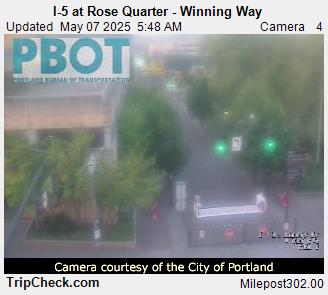 I-5 at Rose Quarter - Winning Way
Updated May 07 2025 5:48 AM Camera 4
PBOT
PORTLAND BUREAU OF TRANSPORTATION
Camera courtesy of the City of Portland
TripCheck.com Milepost302.00